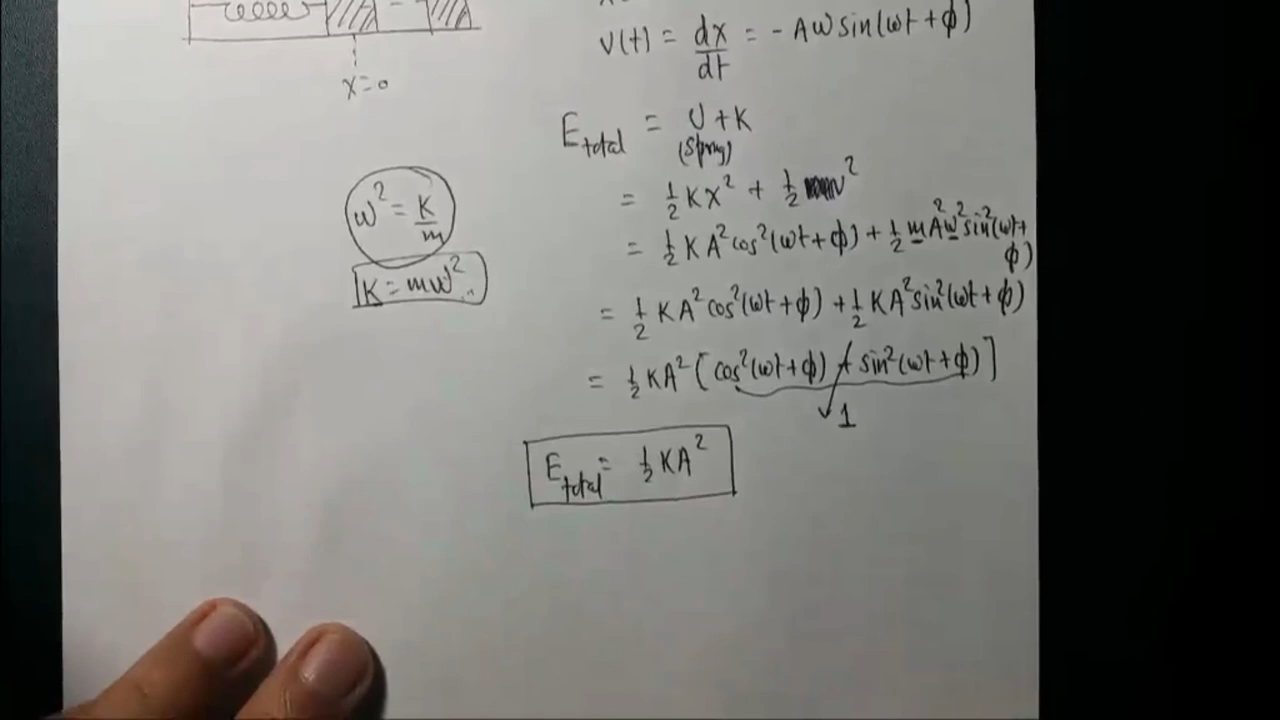 x=0
V(t) = dx/dt = - Aω sin(ωt + φ)
E total = U + K
(Spring)
= 1/2 KX² + 1/2 mv²
ω² = K/m
= 1/2 KA² cos²(ωt+φ) + 1/2 mA²ω² sin²(ωt+φ)
K = mω²
= 1/2 KA² cos²(ωt+φ) + 1/2 KA² sin²(ωt+φ)
= 1/2 KA² [cos²(ωt+φ) + sin²(ωt+φ)]
1
E total = 1/2 KA²